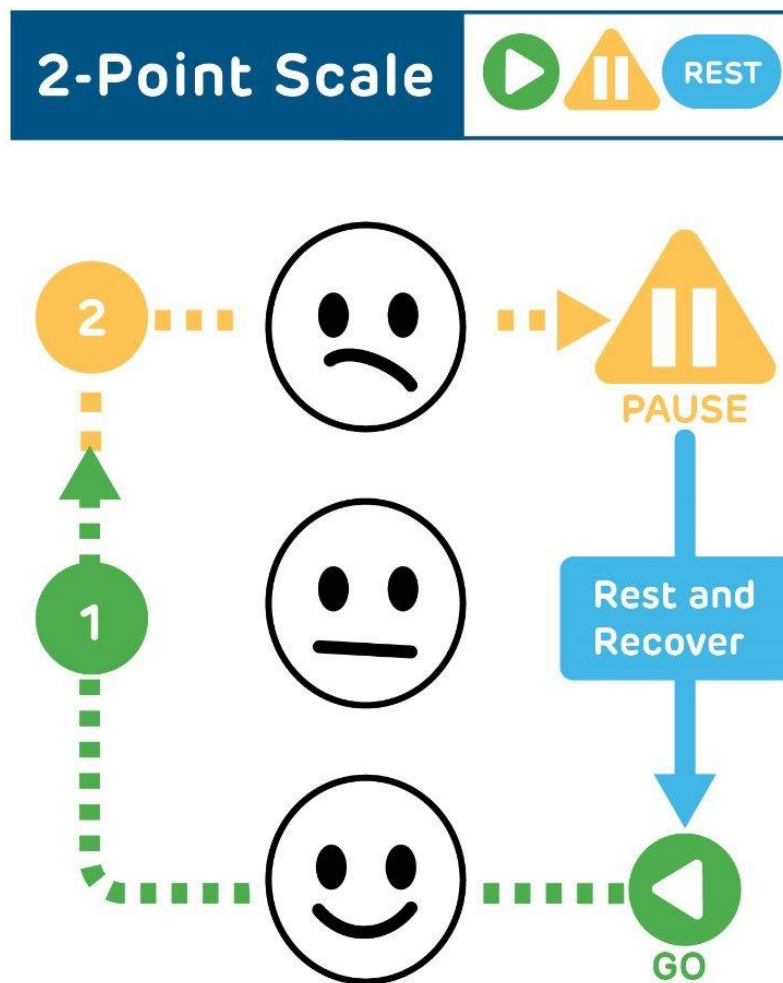 2-Point Scale
REST
2
PAUSE
1
Rest and
Recover
GO